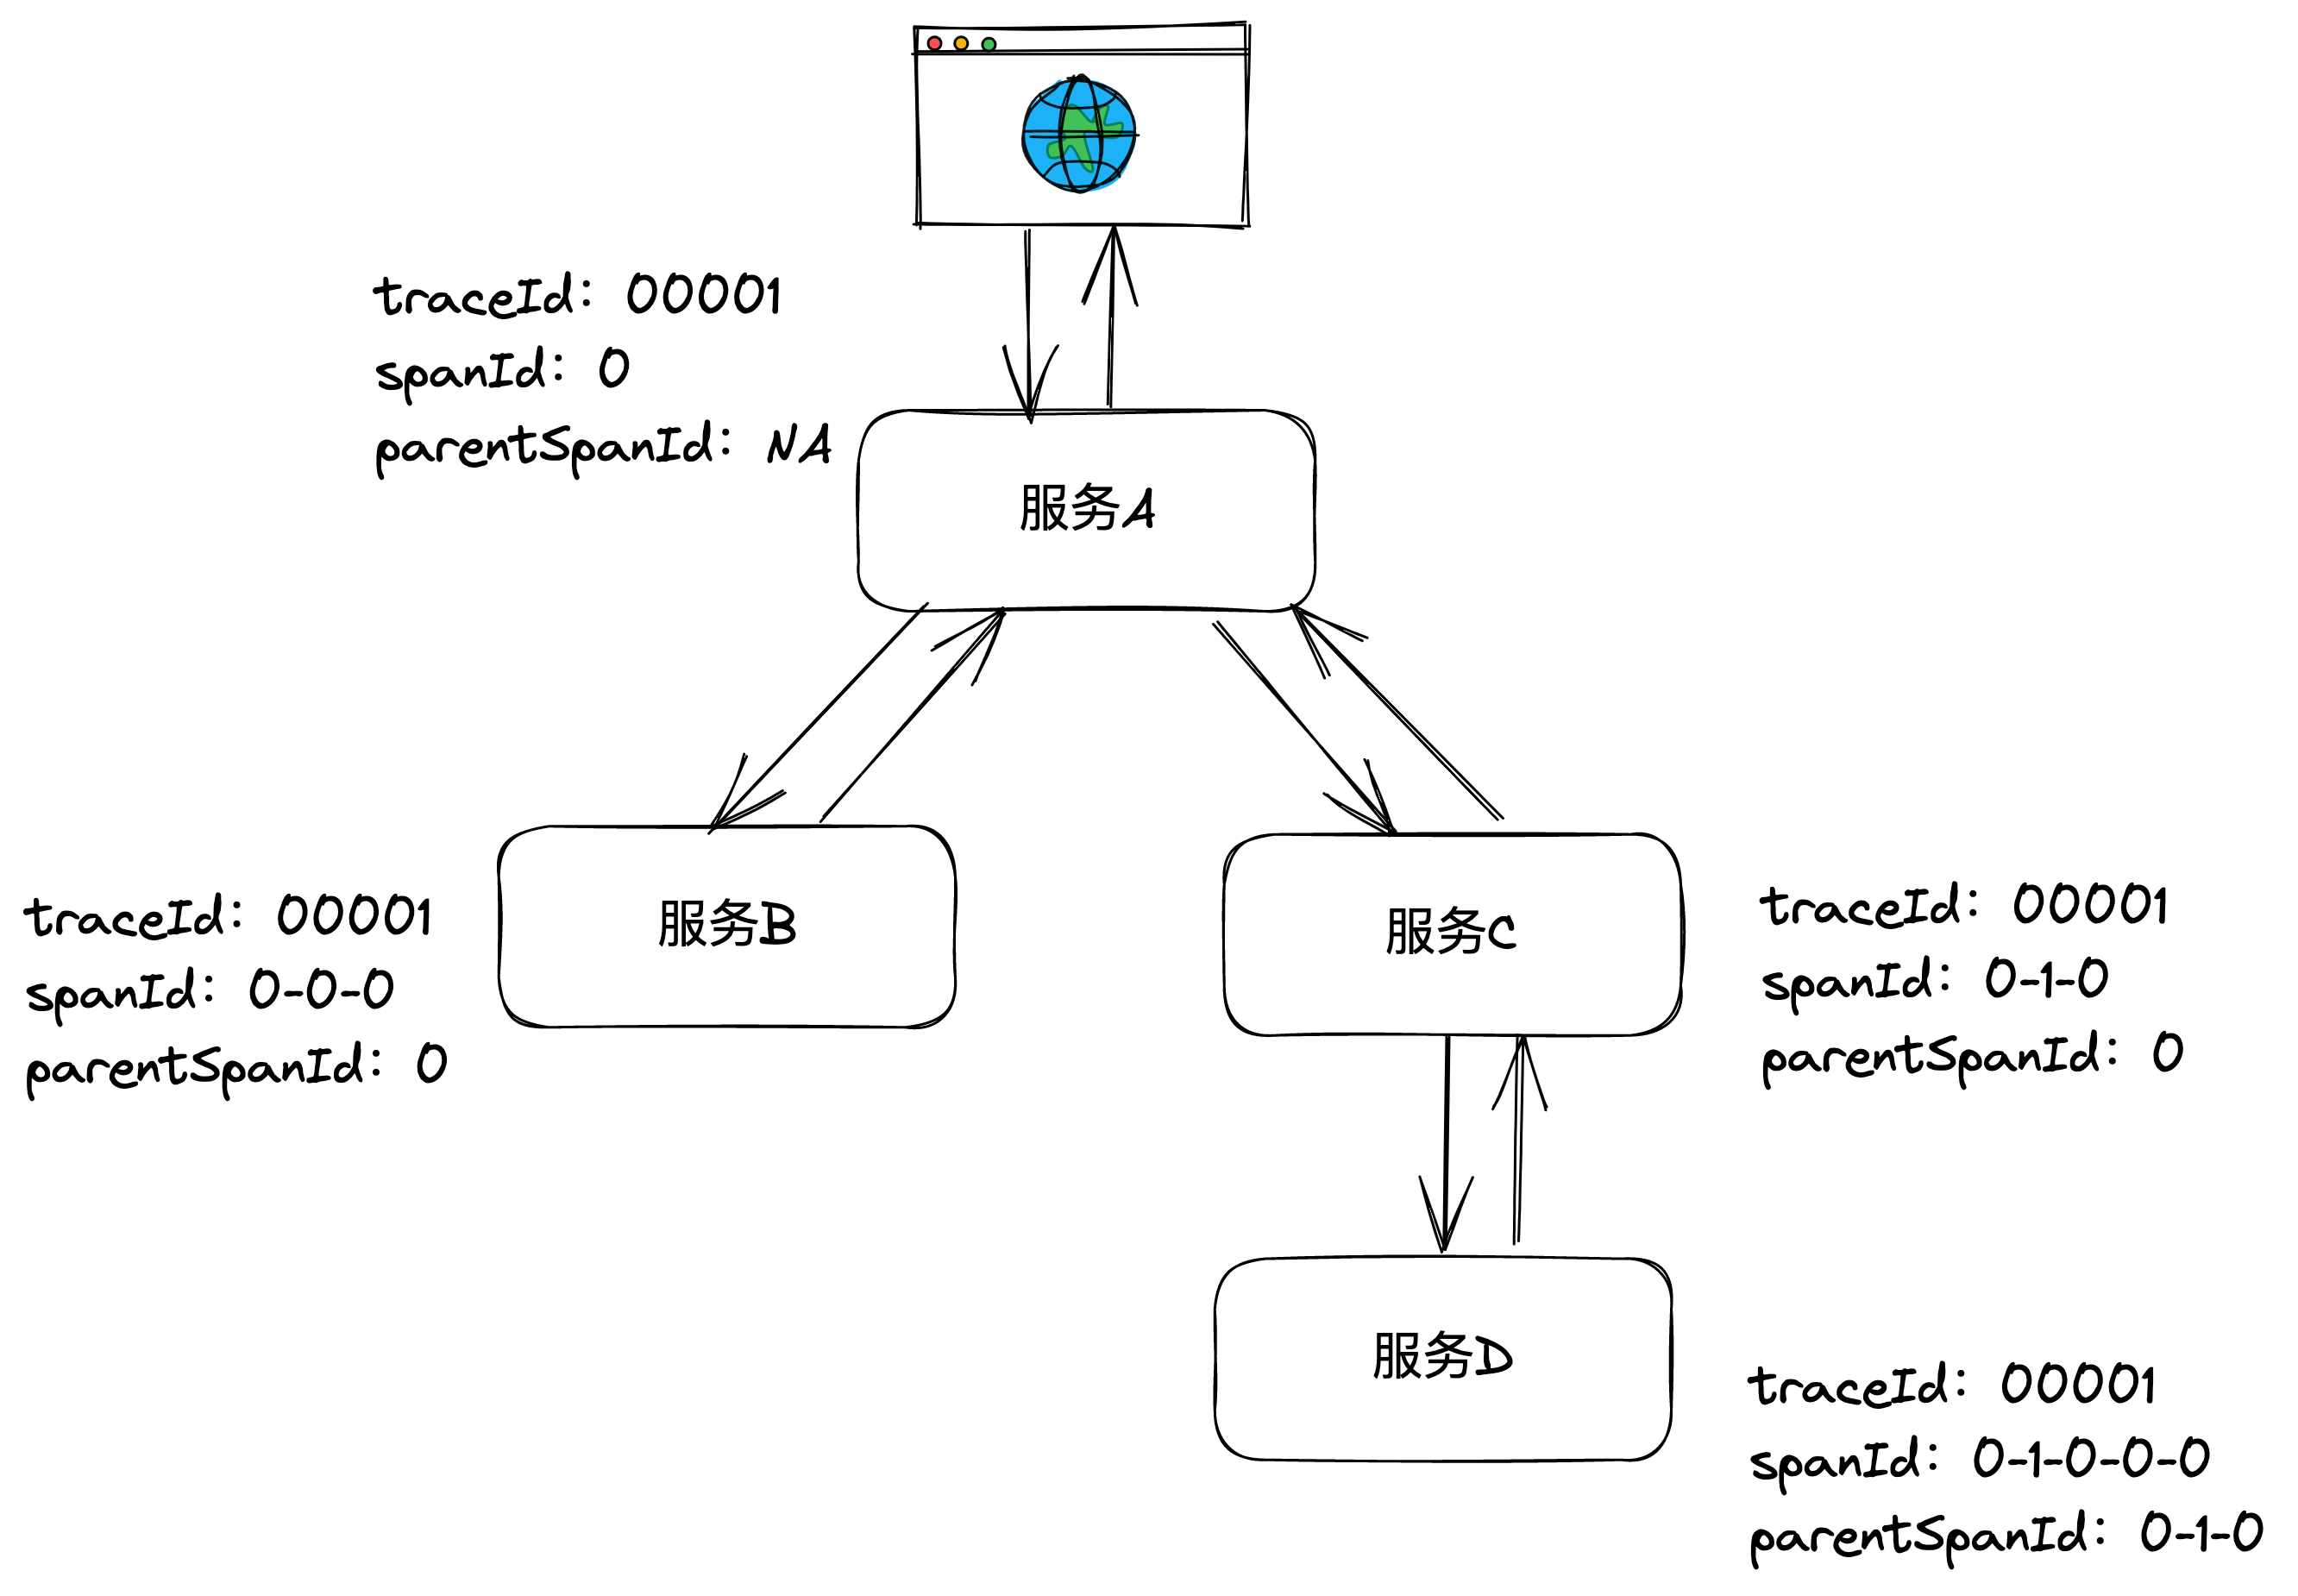 traceId: 00001
spanId: 0
parentSpanId: NA
服务A
服务B
服务C
traceId: 00001
spanId: 0-0-0
parentSpanId: 0
traceId: 00001
spanId: 0-1-0
parentSpanId: 0
服务D
traceId: 00001
spanId: 0-1-0-0-0
parentSpanId: 0-1-0